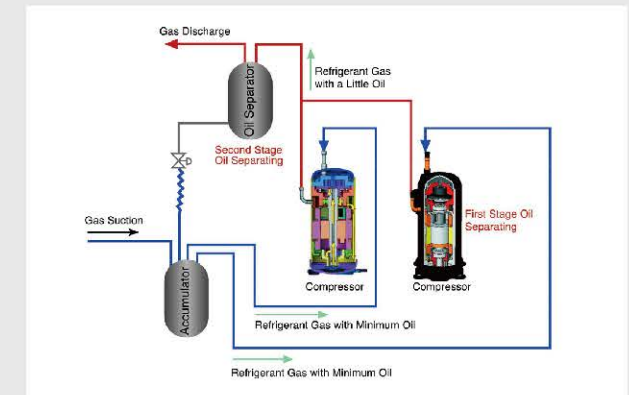 Gas Discharge
Oil Separator
Refrigerant Gas
with a Little Oil
Second Stage
Oil Separating
Gas Suction
First Stage Oil
Separating
Accumulator
Compressor
Compressor
Refrigerant Gas with Minimum Oil
Refrigerant Gas with Minimum Oil